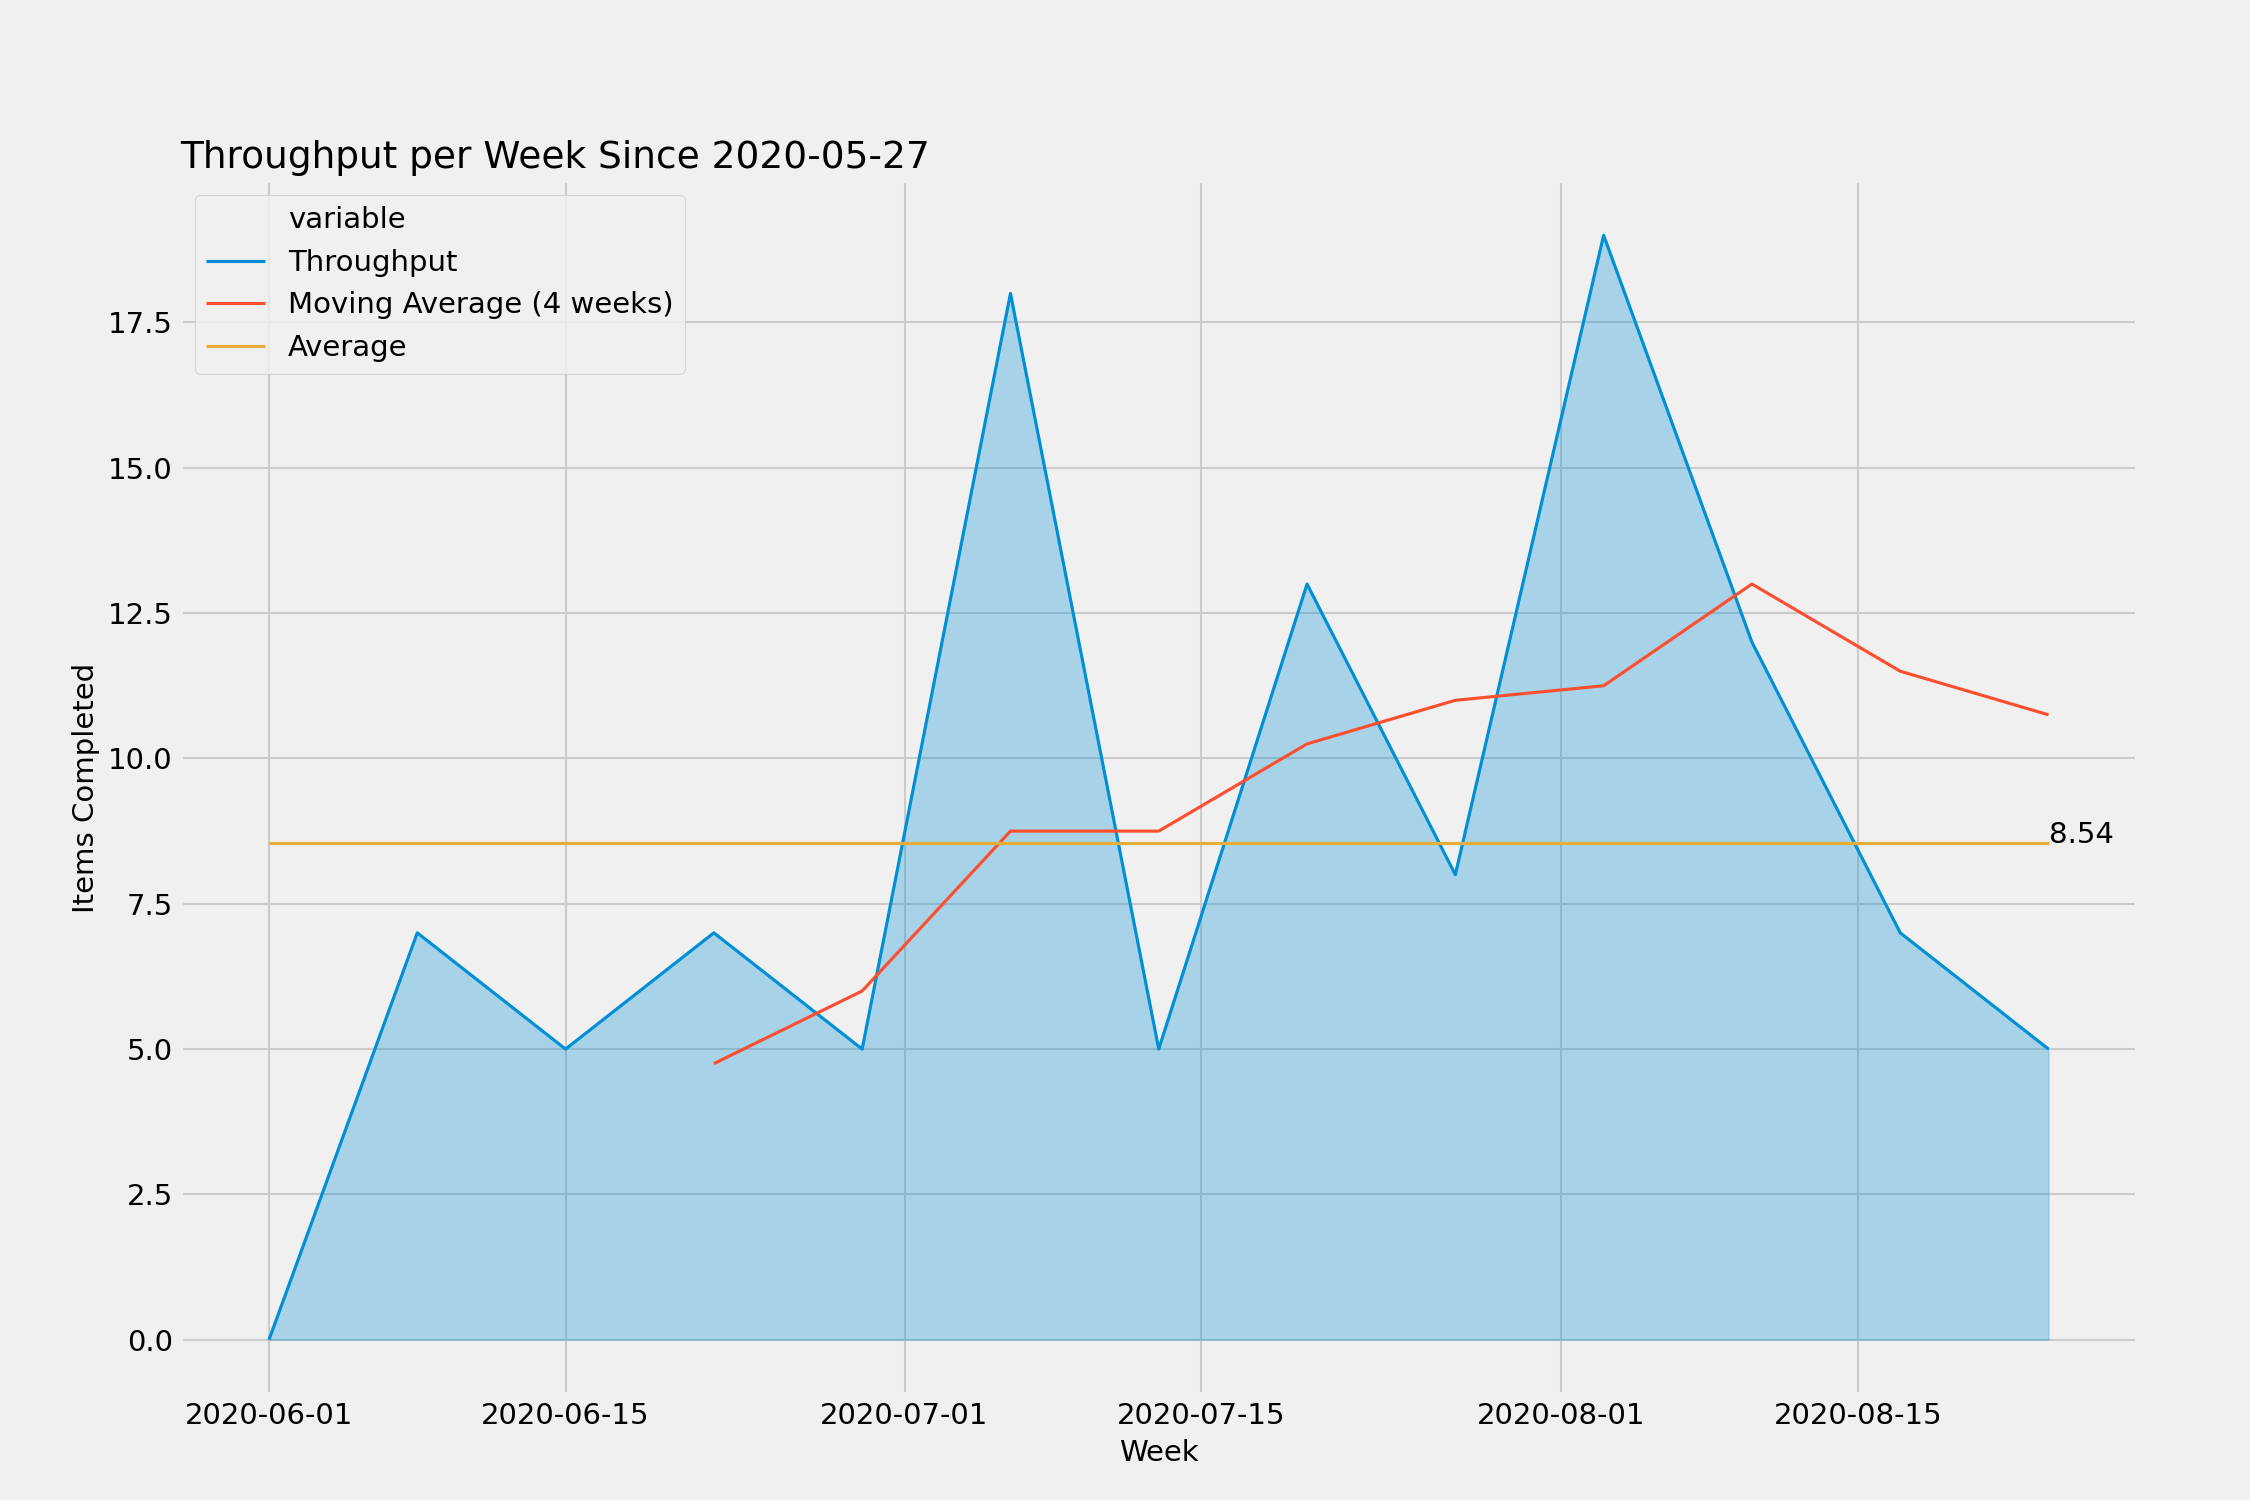 Throughput per Week Since 2020-05-27
variable
Throughput
Moving Average (4 weeks)
Average
17.5
15.0
12.5
10.0
7.5
5.0
2.5
0.0
Items Completed
8.54
2020-06-01 2020-06-15 2020-07-01 2020-07-15 2020-08-01 2020-08-15
Week